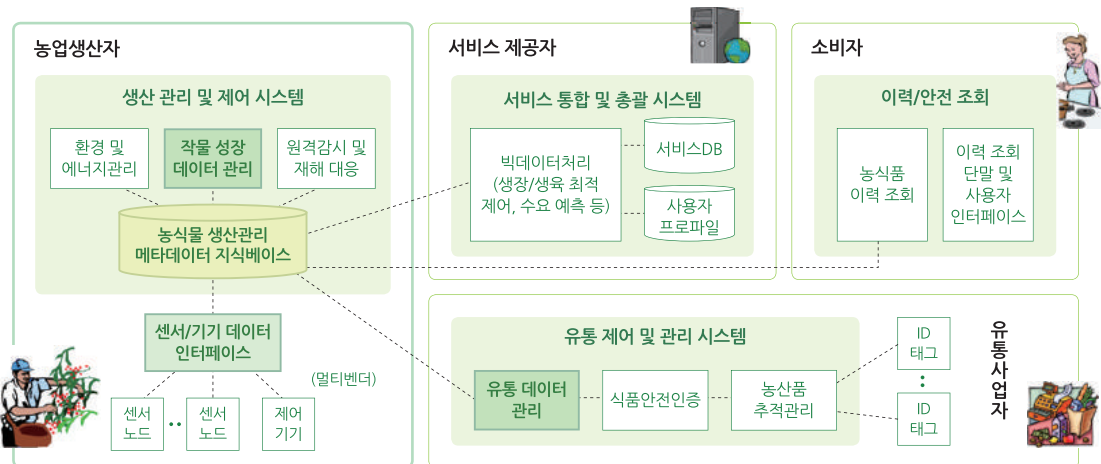 농업생산자
생산 관리 및 제어 시스템
환경 및
에너지관리
작물 성장
데이터 관리
원격감시 및
재해 대응
농식물 생산관리
메타데이터 지식베이스
센서/기기 데이터
인터페이스
(멀티벤더)
센서
노드
센서
노드
제어
기기
서비스 제공자
서비스 통합 및 총괄 시스템
빅데이터처리
(생장/생육 최적
제어, 수요 예측 등)
서비스DB
사용자
프로파일
소비자
이력/안전 조회
농식품
이력 조회
이력 조회
단말 및
사용자
인터페이스
유통사업자
유통 제어 및 관리 시스템
유통 데이터
관리
식품안전인증
농산품
추적관리
ID
태그
ID
태그